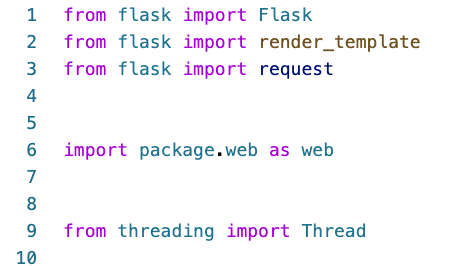 1 from flask import Flask
2 from flask import render_template
3 from flask import request
4
5
6 import package.web as web
7
8
9 from threading import Thread
10